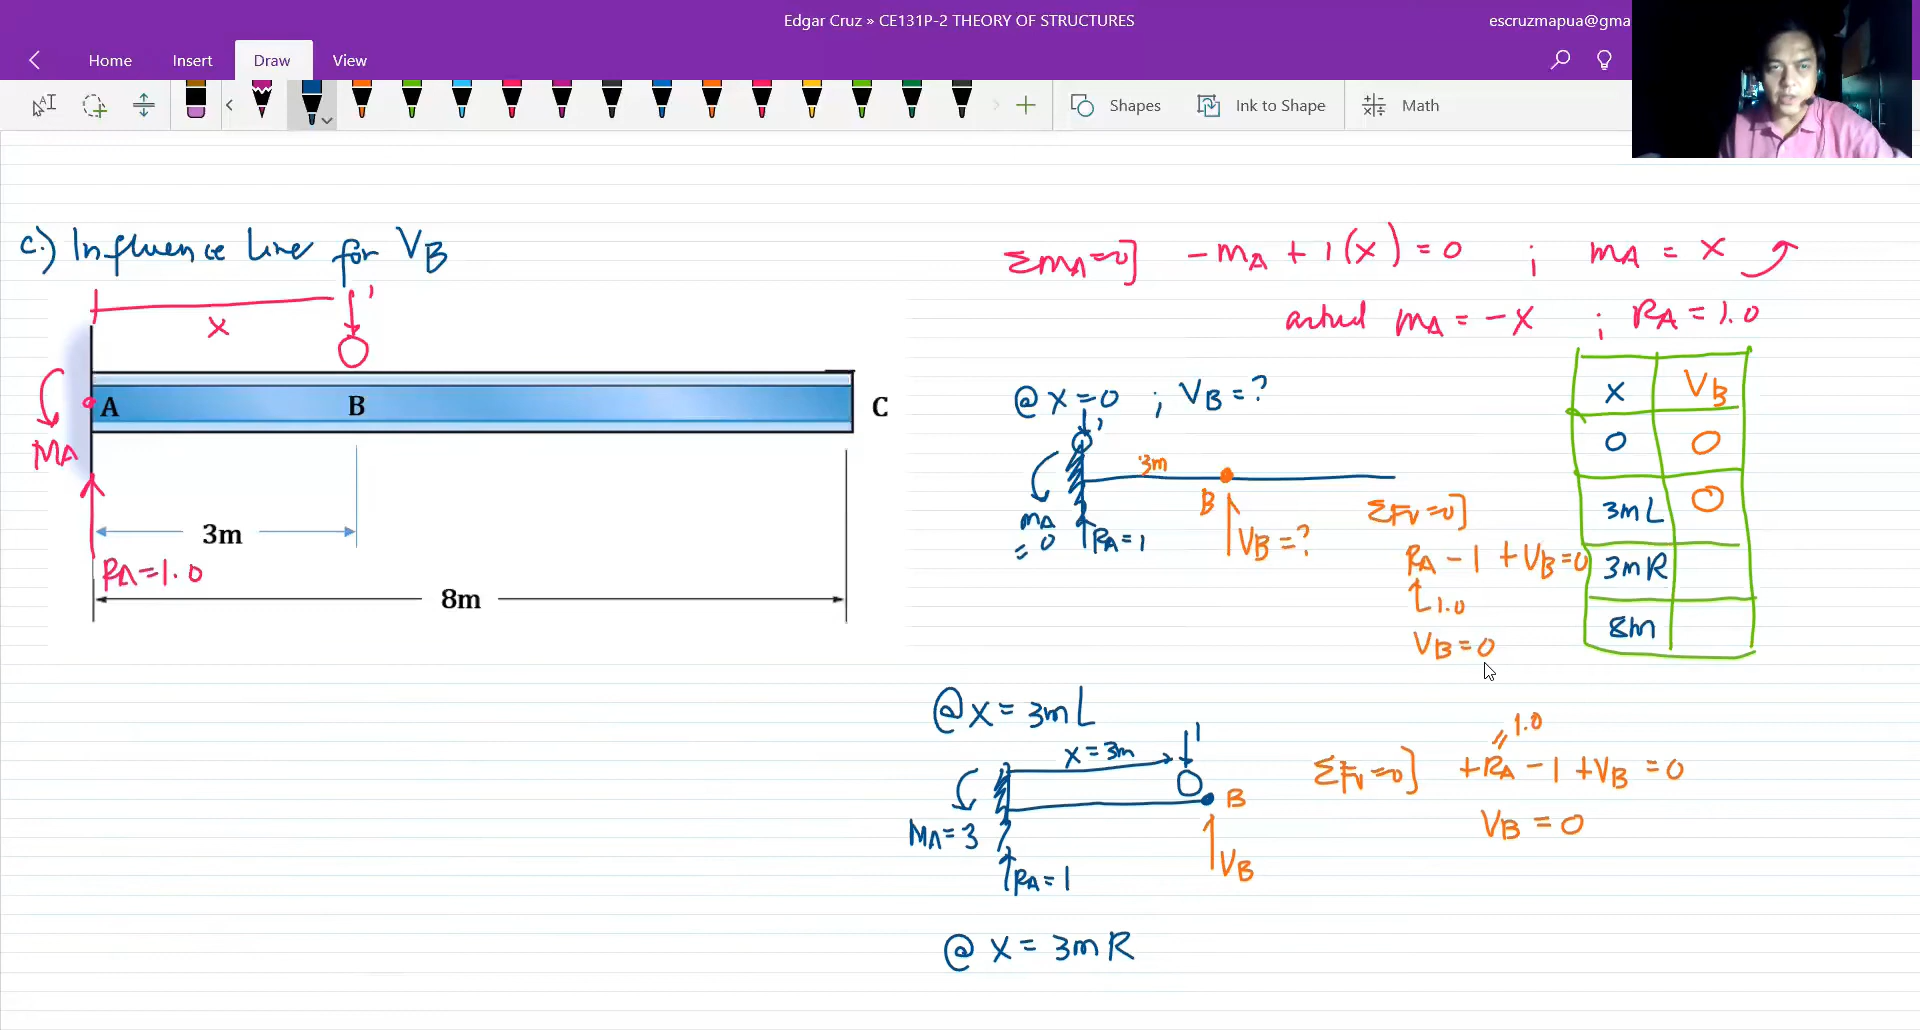 Edgar Cruz » CE131P-2 THEORY OF STRUCTURES
escruzmapua@gma
Home Insert Draw View
Shapes Ink to Shape Math
c.) Influence Line for VB
1
x
A B C
MA
3m
RA=1.0
8m
ΣMA=0] -MA + 1(x) = 0 ; MA = x
actual MA = -x ; RA = 1.0
@ x=0 ; VB = ?
1
3m
B
MA = 0
RA = 1
VB = ?
ΣFV=0]
RA - 1 + VB = 0
1.0
VB = 0
x VB
0 0
3m L 0
3m R
8m
@ x = 3m L
x = 3m
1
B
MA = 3
RA = 1
VB
= 1.0
ΣFV=0] +RA - 1 + VB = 0
VB = 0
@ x = 3m R